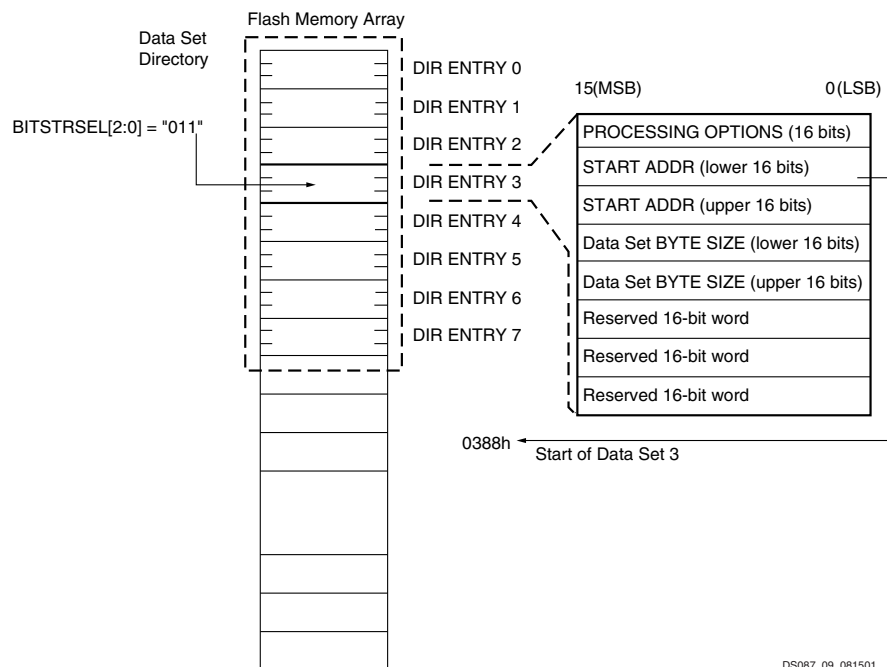 Flash Memory Array
Data Set
Directory
BITSTRSEL[2:0] = "011"
DIR ENTRY 0
DIR ENTRY 1
DIR ENTRY 2
DIR ENTRY 3
DIR ENTRY 4
DIR ENTRY 5
DIR ENTRY 6
DIR ENTRY 7
15(MSB) 0(LSB)
PROCESSING OPTIONS (16 bits)
START ADDR (lower 16 bits)
START ADDR (upper 16 bits)
Data Set BYTE SIZE (lower 16 bits)
Data Set BYTE SIZE (upper 16 bits)
Reserved 16-bit word
Reserved 16-bit word
Reserved 16-bit word
0388h
Start of Data Set 3
DS087_09_081501